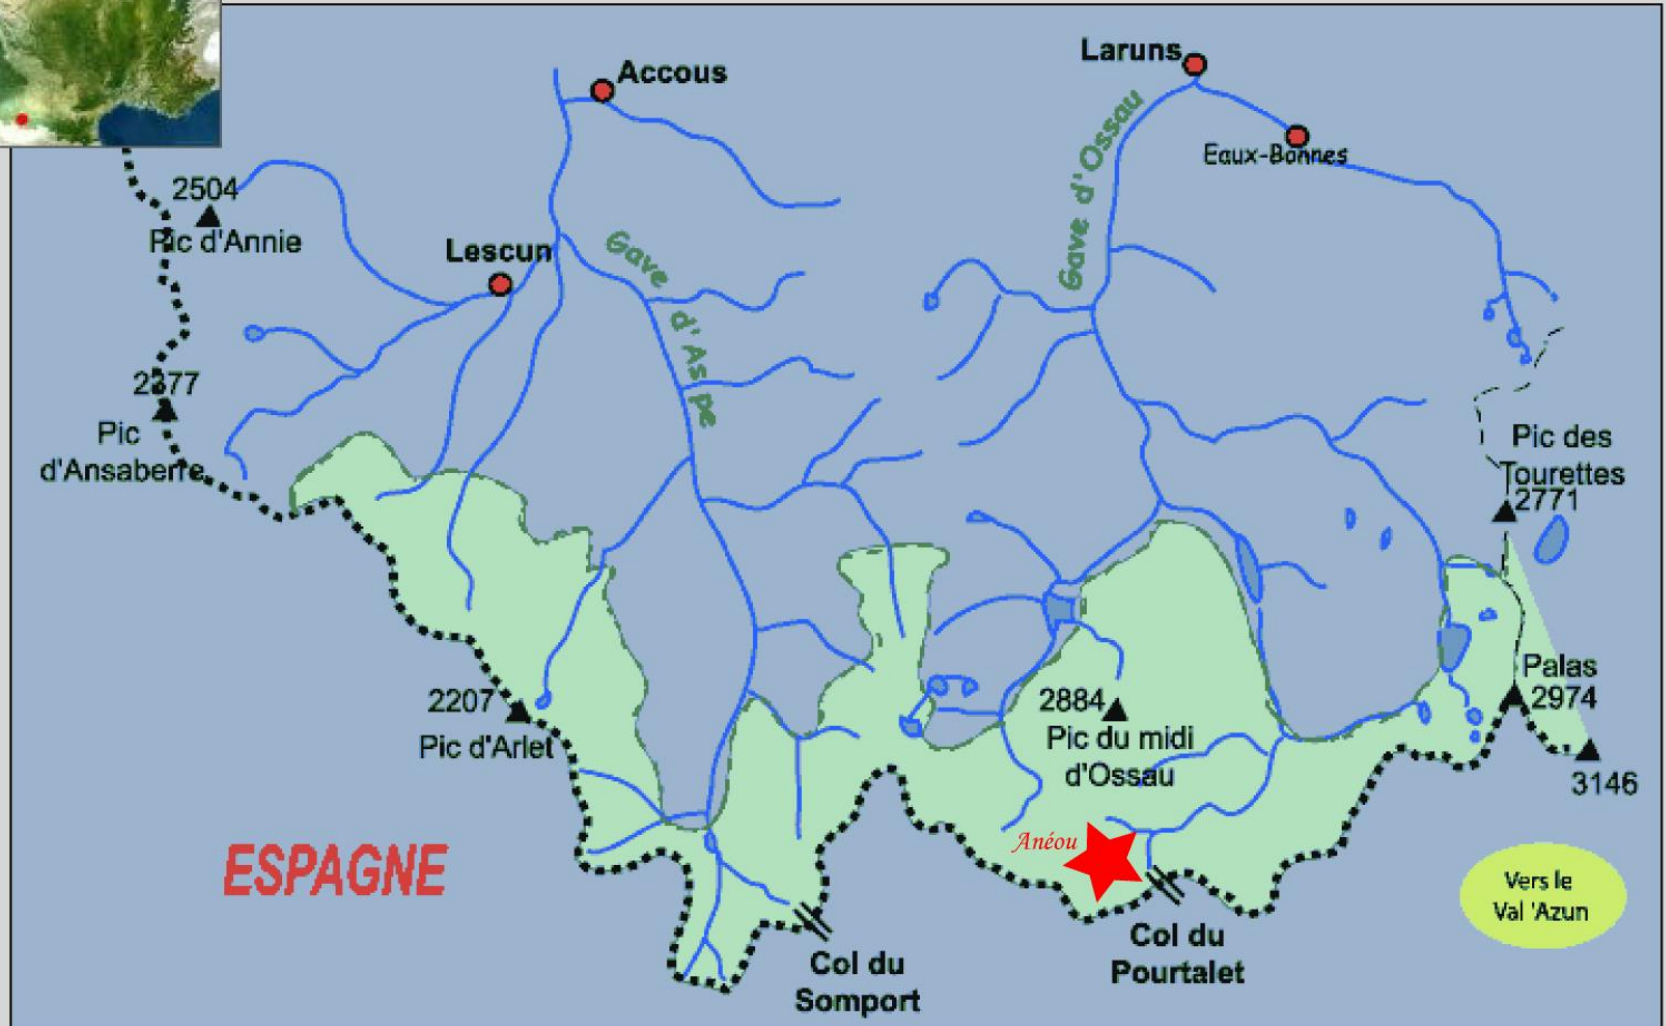 Accous
Laruns
Gave d'Ossau
Eaux-Bonnes
2504
Pic d'Annie
Lescun
Gave
d'Aspe
2377
Pic
d'Ansaberre
Pic des
Tourettes
2771
2207
Pic d'Arlet
2884
Pic du midi
d'Ossau
Palas
2974
3146
Anéou
ESPAGNE
Vers le
Val 'Azun
Col du
Pourtalet
Col du
Somport